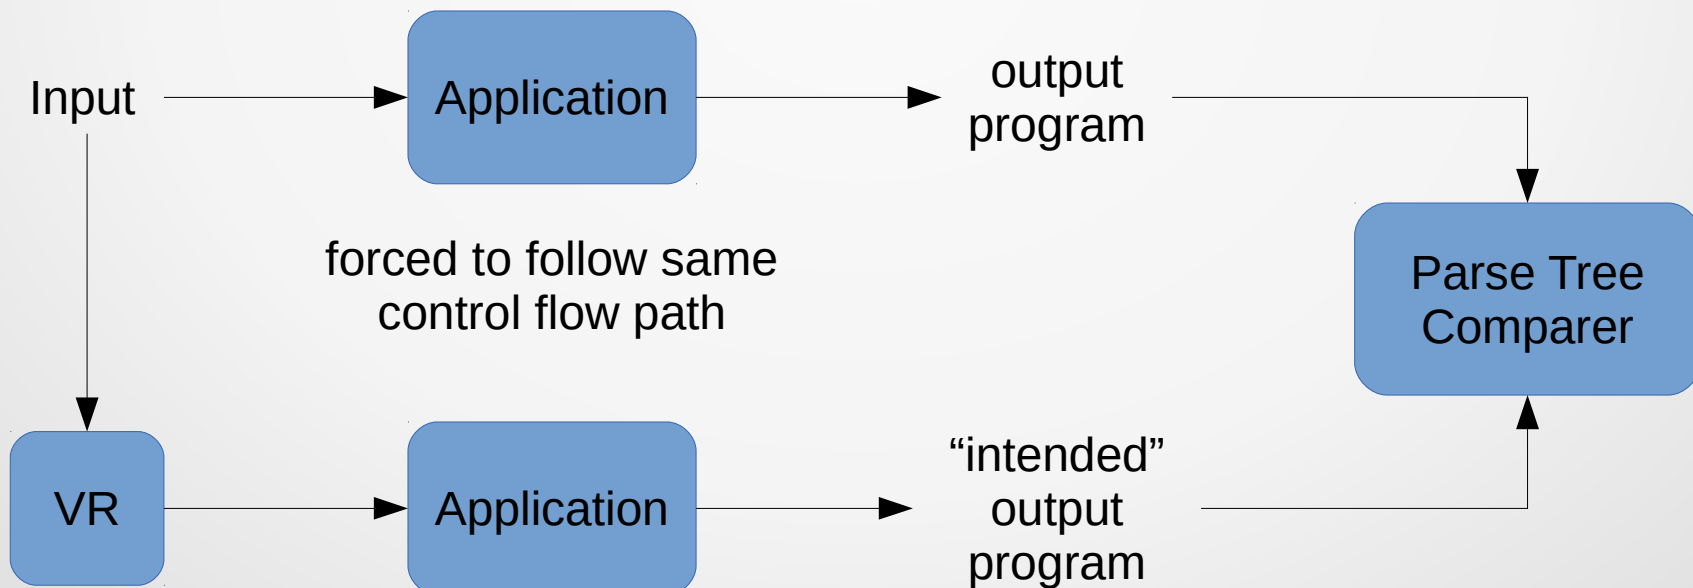 Input
Application
output
program
forced to follow same
control flow path
Parse Tree
Comparer
VR
Application
“intended”
output
program